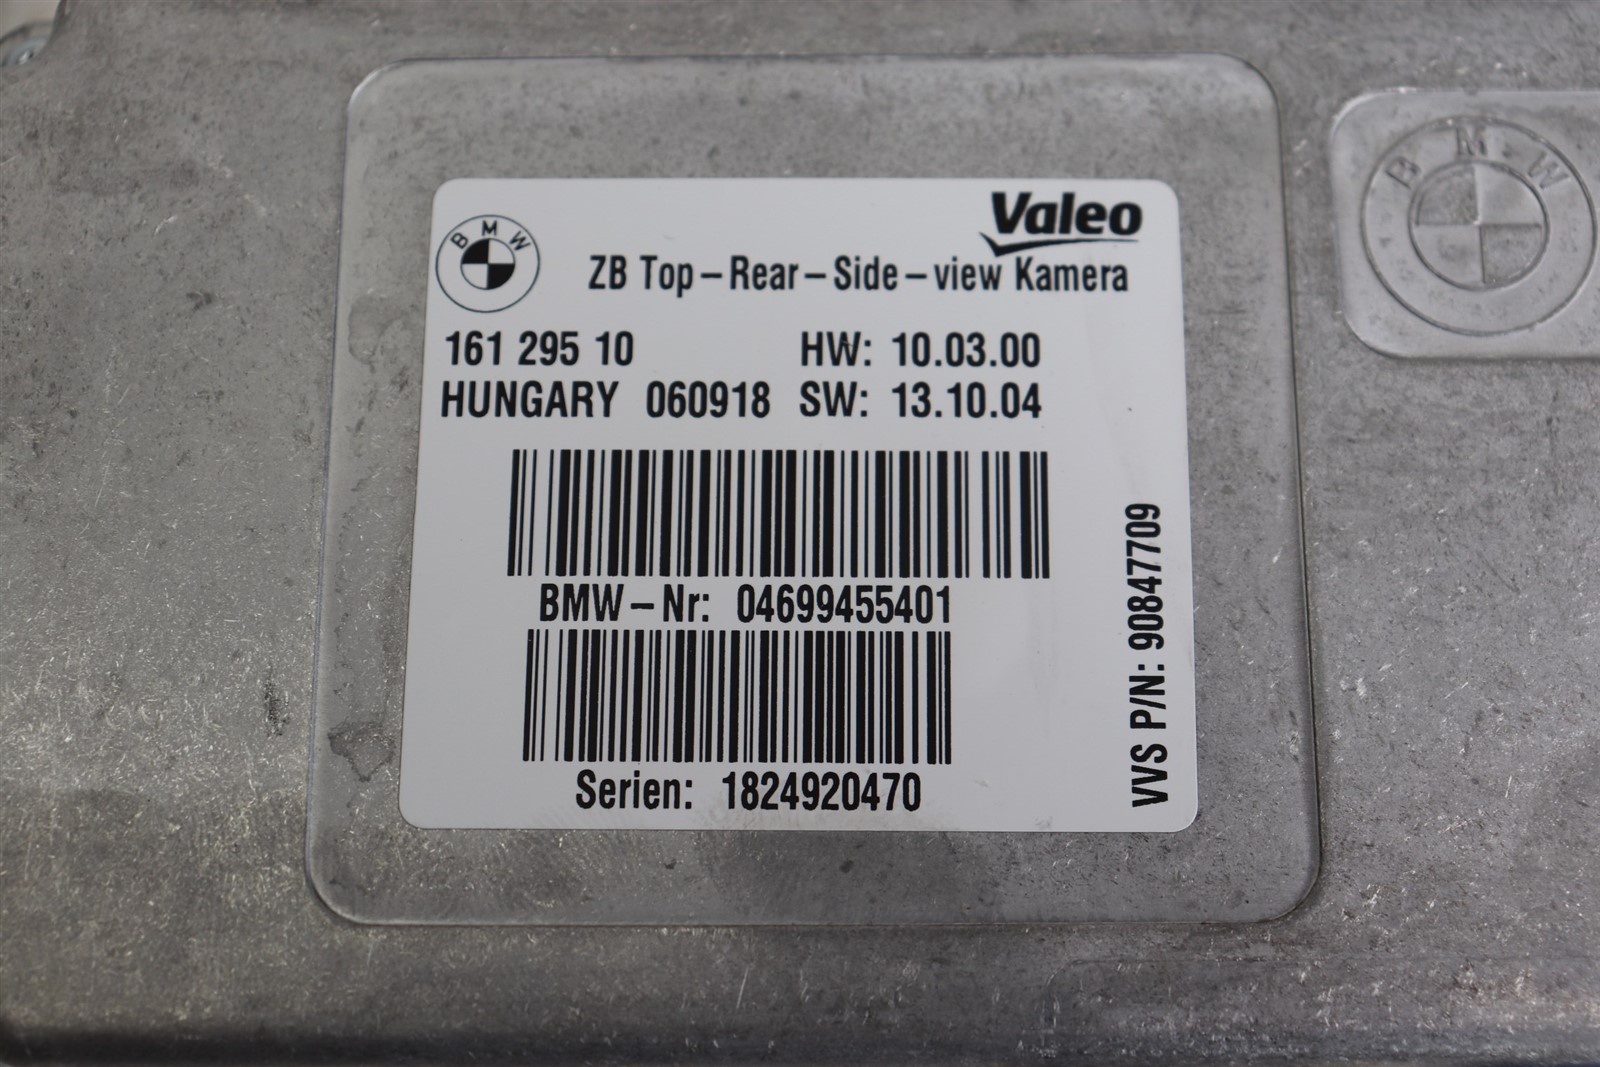 BMW
Valeo
ZB Top-Rear-Side-view Kamera
161 295 10 HW: 10.03.00
HUNGARY 060918 SW: 13.10.04
BMW-Nr: 04699455401
Serien: 1824920470
VVS P/N: 90847709
BMW